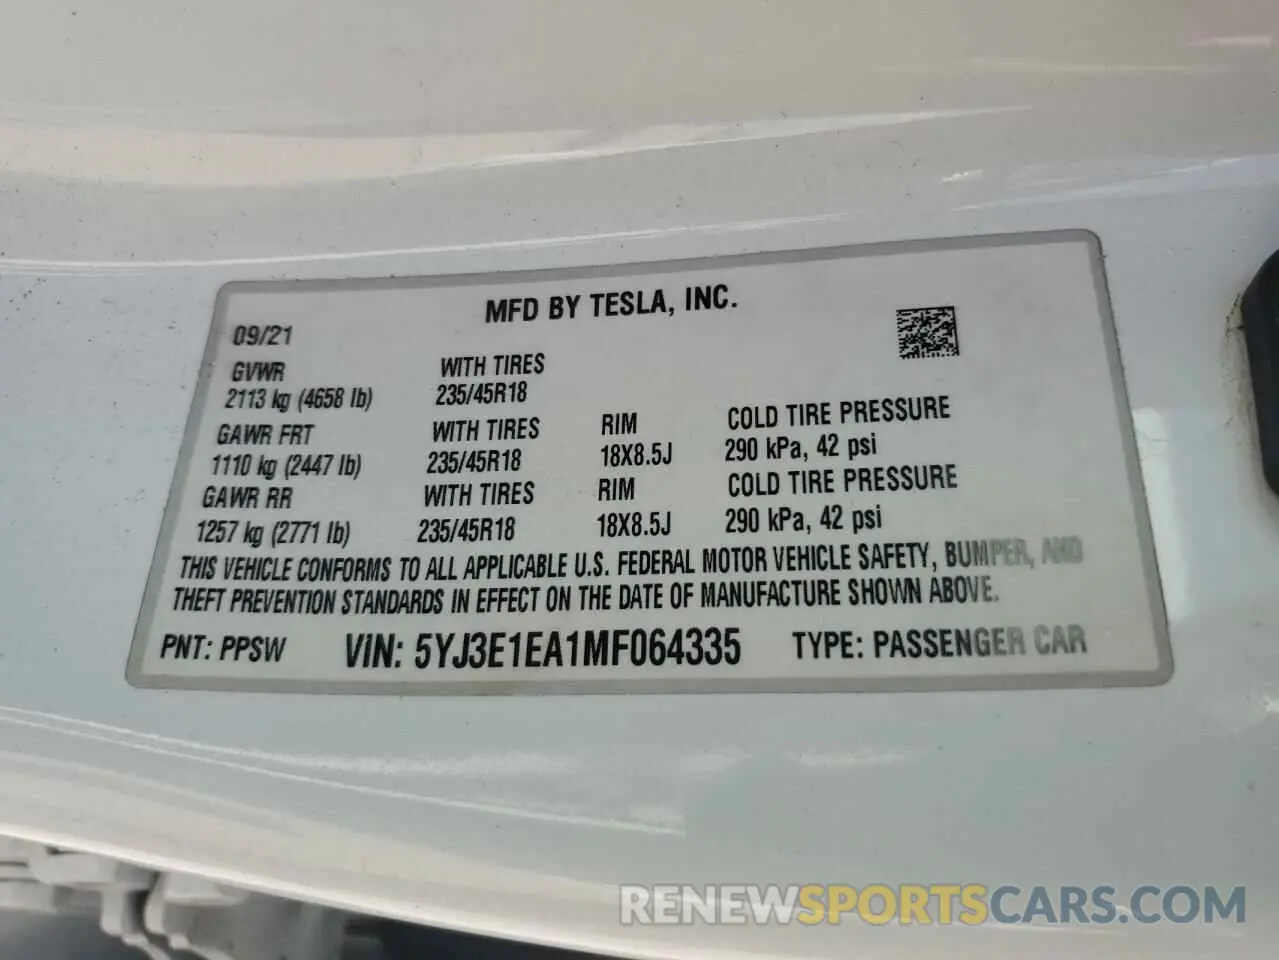 MFD BY TESLA, INC.
09/21
GVWR WITH TIRES
2113 kg (4658 lb) 235/45R18
GAWR FRT WITH TIRES RIM COLD TIRE PRESSURE
1110 kg (2447 lb) 235/45R18 18X8.5J 290 kPa, 42 psi
GAWR RR WITH TIRES RIM COLD TIRE PRESSURE
1257 kg (2771 lb) 235/45R18 18X8.5J 290 kPa, 42 psi
THIS VEHICLE CONFORMS TO ALL APPLICABLE U.S. FEDERAL MOTOR VEHICLE SAFETY, BUMPER, AND
THEFT PREVENTION STANDARDS IN EFFECT ON THE DATE OF MANUFACTURE SHOWN ABOVE.
PNT: PPSW VIN: 5YJ3E1EA1MF064335 TYPE: PASSENGER CAR
RENEWSPORTSCARS.COM